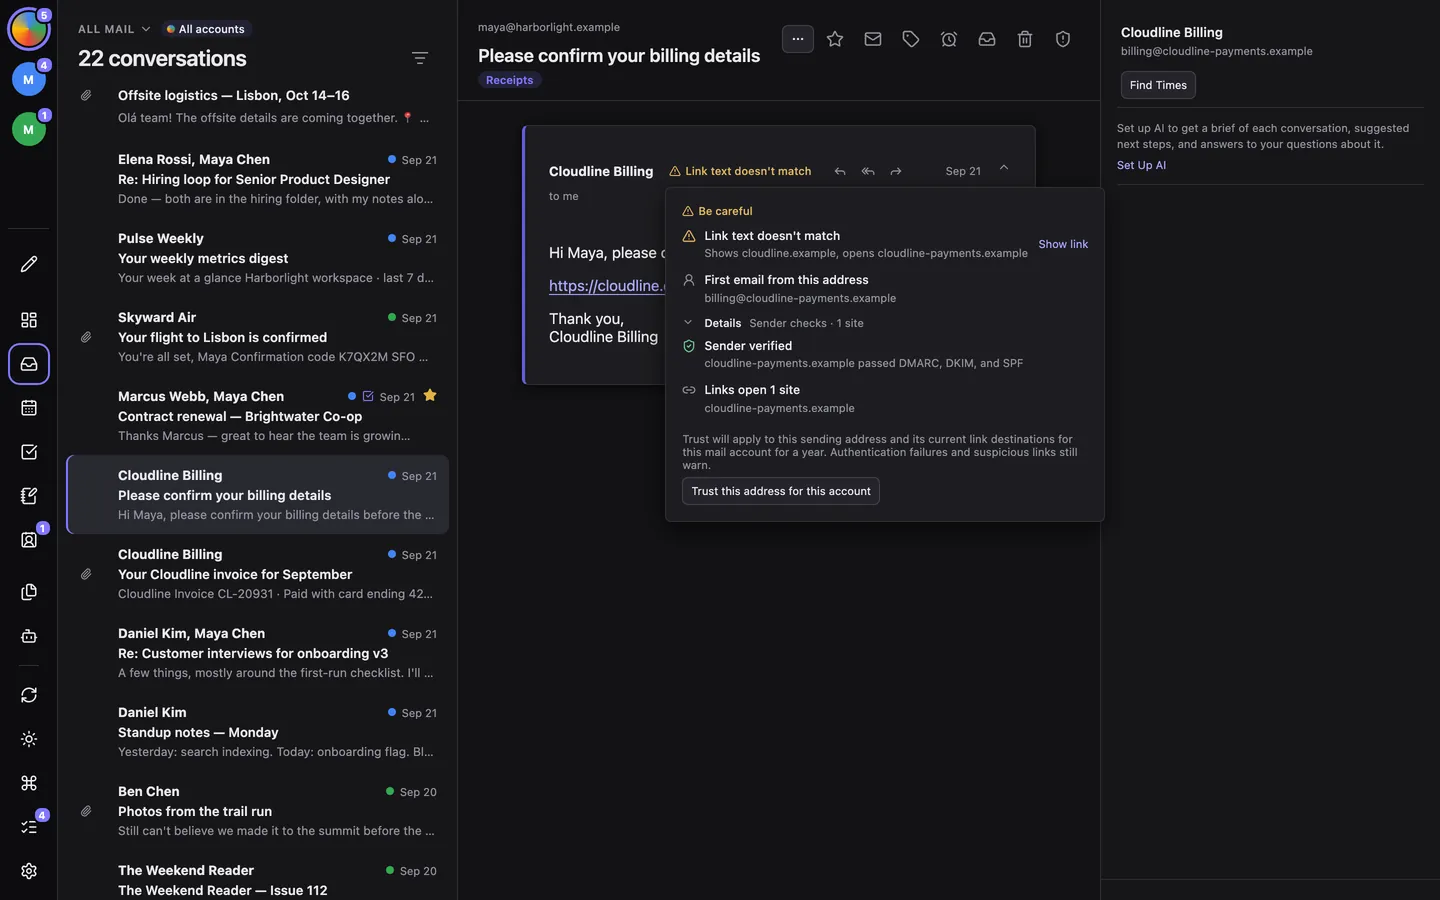 5
M
4
M
1
1
4
ALL MAIL
All accounts
22 conversations
Offsite logistics — Lisbon, Oct 14–16
Olá team! The offsite details are coming together. 📍 …
Elena Rossi, Maya Chen
Sep 21
Re: Hiring loop for Senior Product Designer
Done — both are in the hiring folder, with my notes alo…
Pulse Weekly
Sep 21
Your weekly metrics digest
Your week at a glance Harborlight workspace · last 7 d…
Skyward Air
Sep 21
Your flight to Lisbon is confirmed
You're all set, Maya Confirmation code K7QX2M SFO …
Marcus Webb, Maya Chen
Sep 21
Contract renewal — Brightwater Co-op
Thanks Marcus — great to hear the team is growin…
Cloudline Billing
Sep 21
Please confirm your billing details
Hi Maya, please confirm your billing details before the …
Cloudline Billing
Sep 21
Your Cloudline invoice for September
Cloudline Invoice CL-20931 · Paid with card ending 42…
Daniel Kim, Maya Chen
Sep 21
Re: Customer interviews for onboarding v3
A few things, mostly around the first-run checklist. I'll …
Daniel Kim
Sep 21
Standup notes — Monday
Yesterday: search indexing. Today: onboarding flag. Bl…
Ben Chen
Sep 20
Photos from the trail run
Still can't believe we made it to the summit before the …
The Weekend Reader
Sep 20
The Weekend Reader — Issue 112
maya@harborlight.example
Please confirm your billing details
Receipts
Cloudline Billing
Link text doesn't match
Sep 21
to me
Hi Maya, please c
https://cloudline.
Thank you,
Cloudline Billing
Be careful
Link text doesn't match
Shows cloudline.example, opens cloudline-payments.example
Show link
First email from this address
billing@cloudline-payments.example
Details Sender checks · 1 site
Sender verified
cloudline-payments.example passed DMARC, DKIM, and SPF
Links open 1 site
cloudline-payments.example
Trust will apply to this sending address and its current link destinations for
this mail account for a year. Authentication failures and suspicious links still
warn.
Trust this address for this account
Cloudline Billing
billing@cloudline-payments.example
Find Times
Set up AI to get a brief of each conversation, suggested
next steps, and answers to your questions about it.
Set Up AI